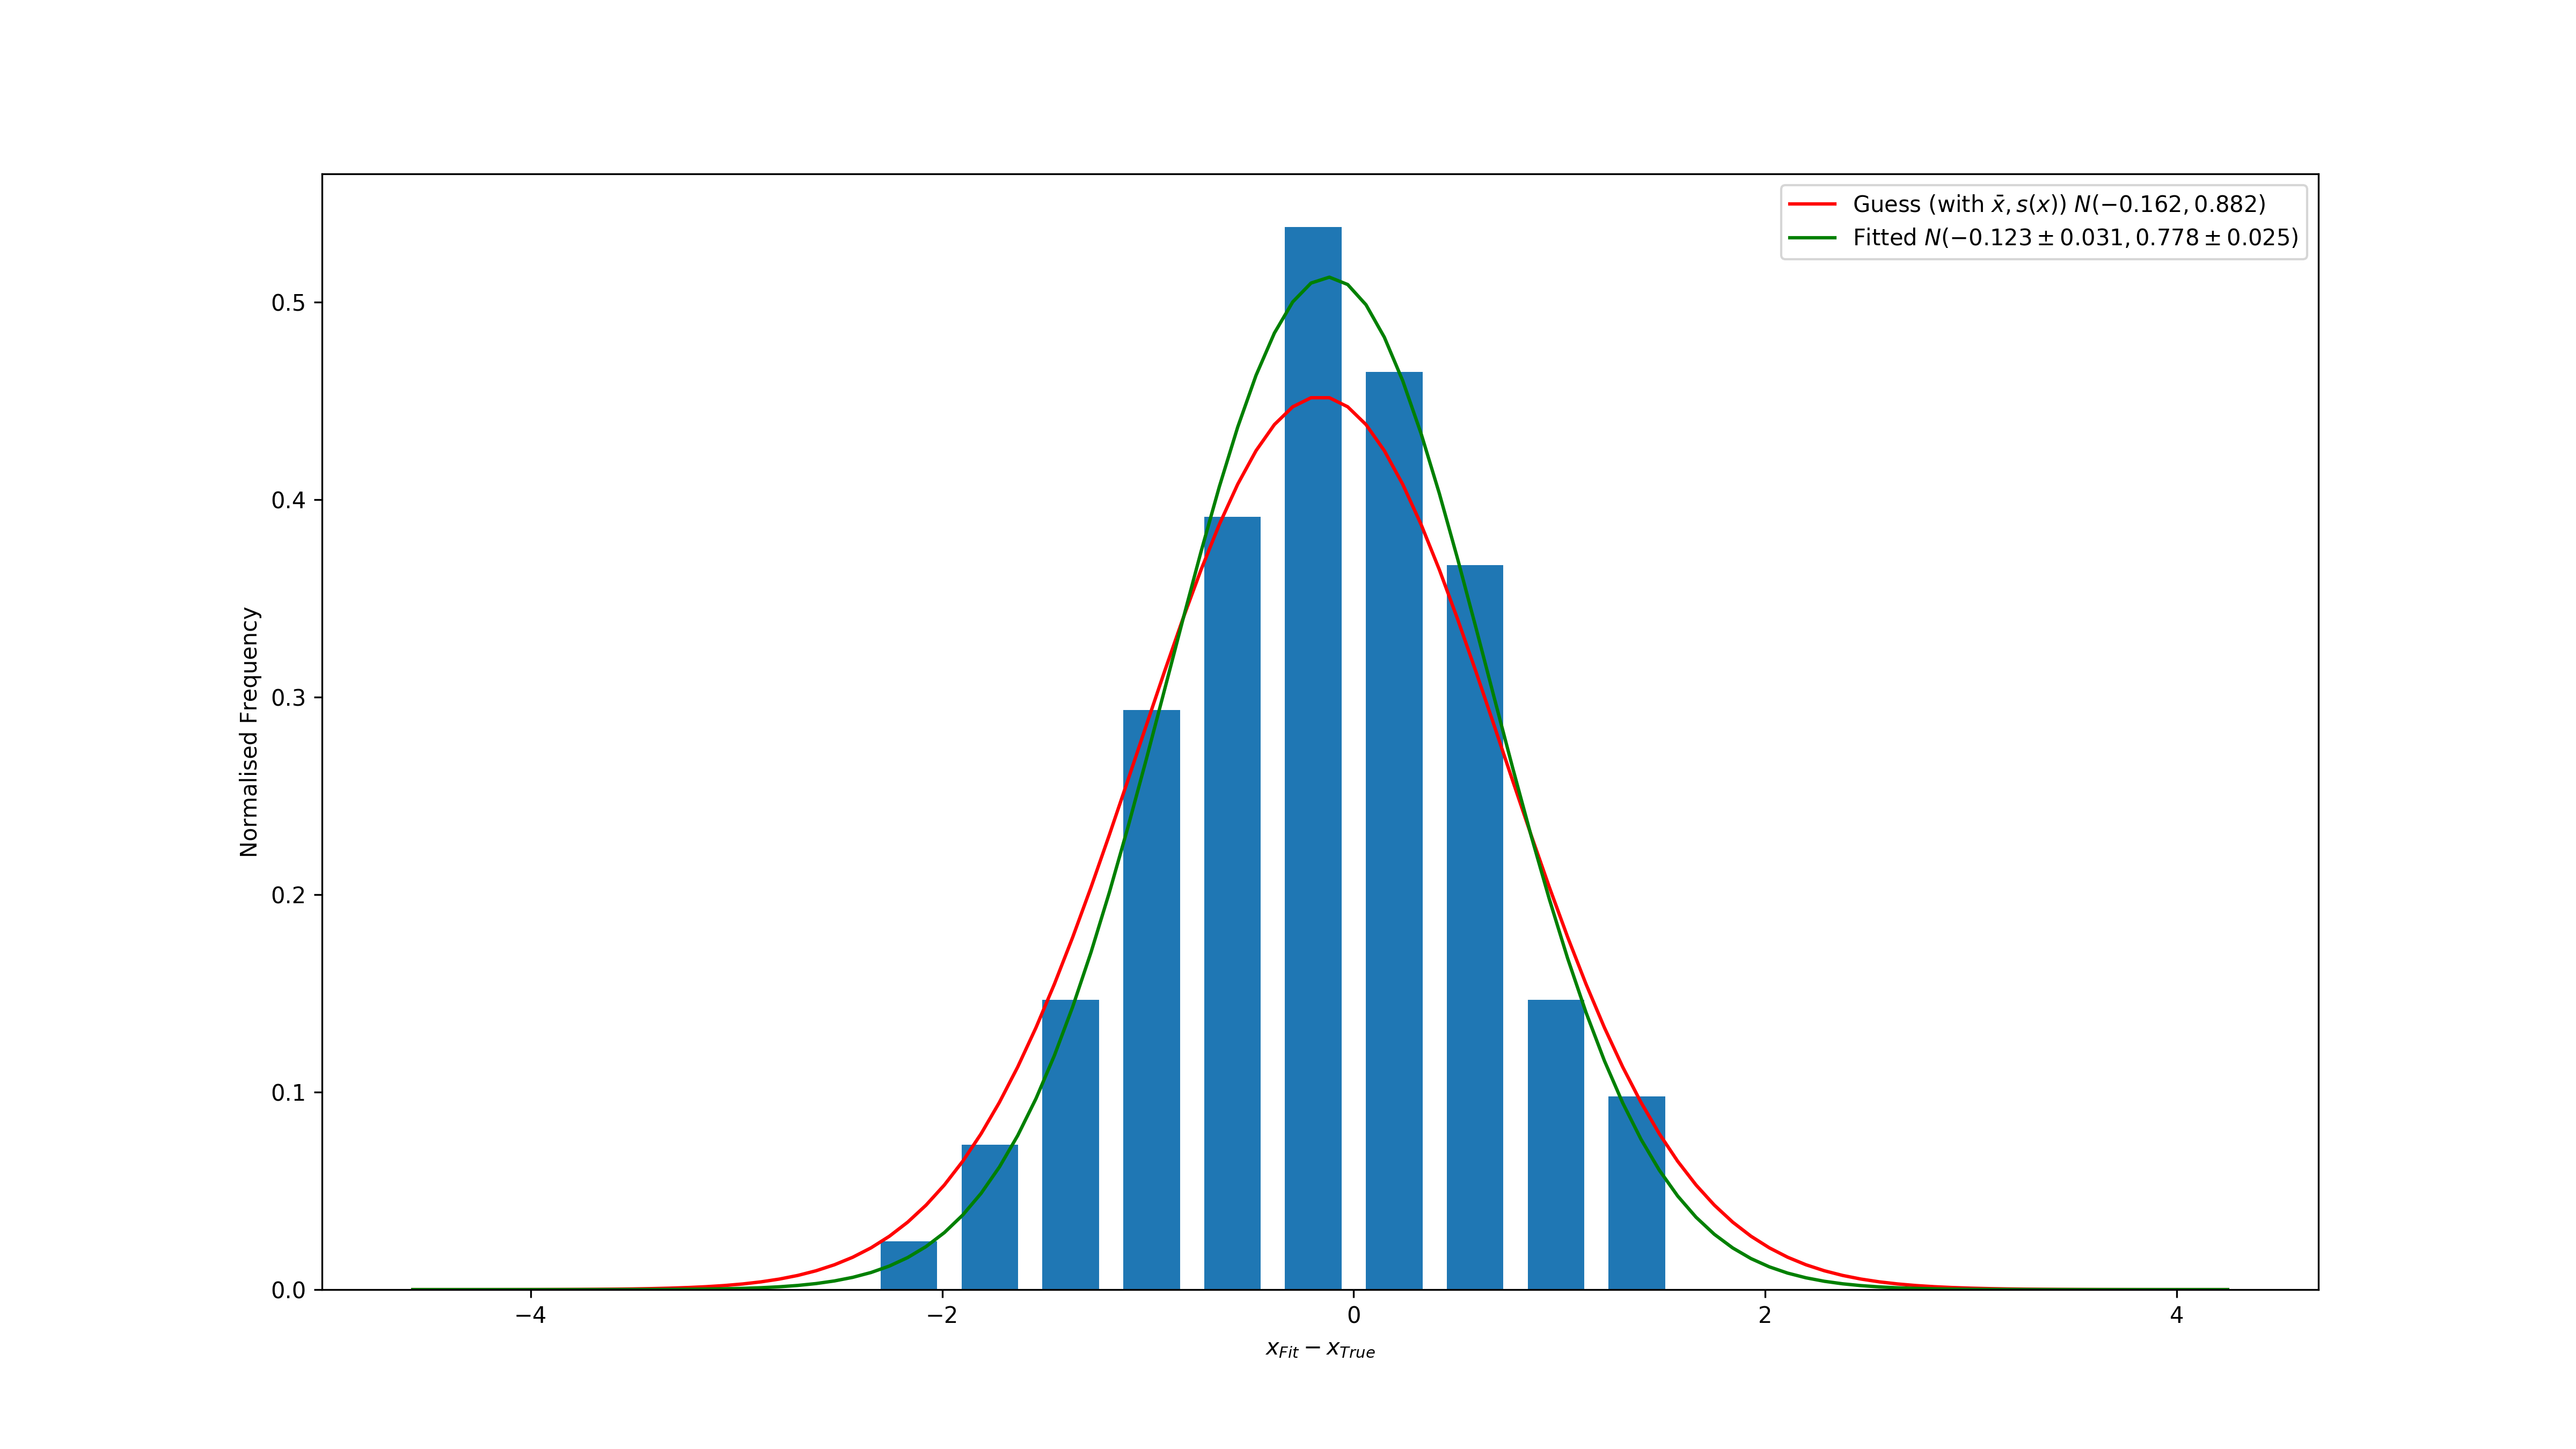 Guess (with x̄, s(x)) N(−0.162, 0.882)
Fitted N(−0.123 ± 0.031, 0.778 ± 0.025)
0.5
0.4
0.3
0.2
0.1
0.0
Normalised Frequency
−4 −2 0 2 4
x_Fit − x_True